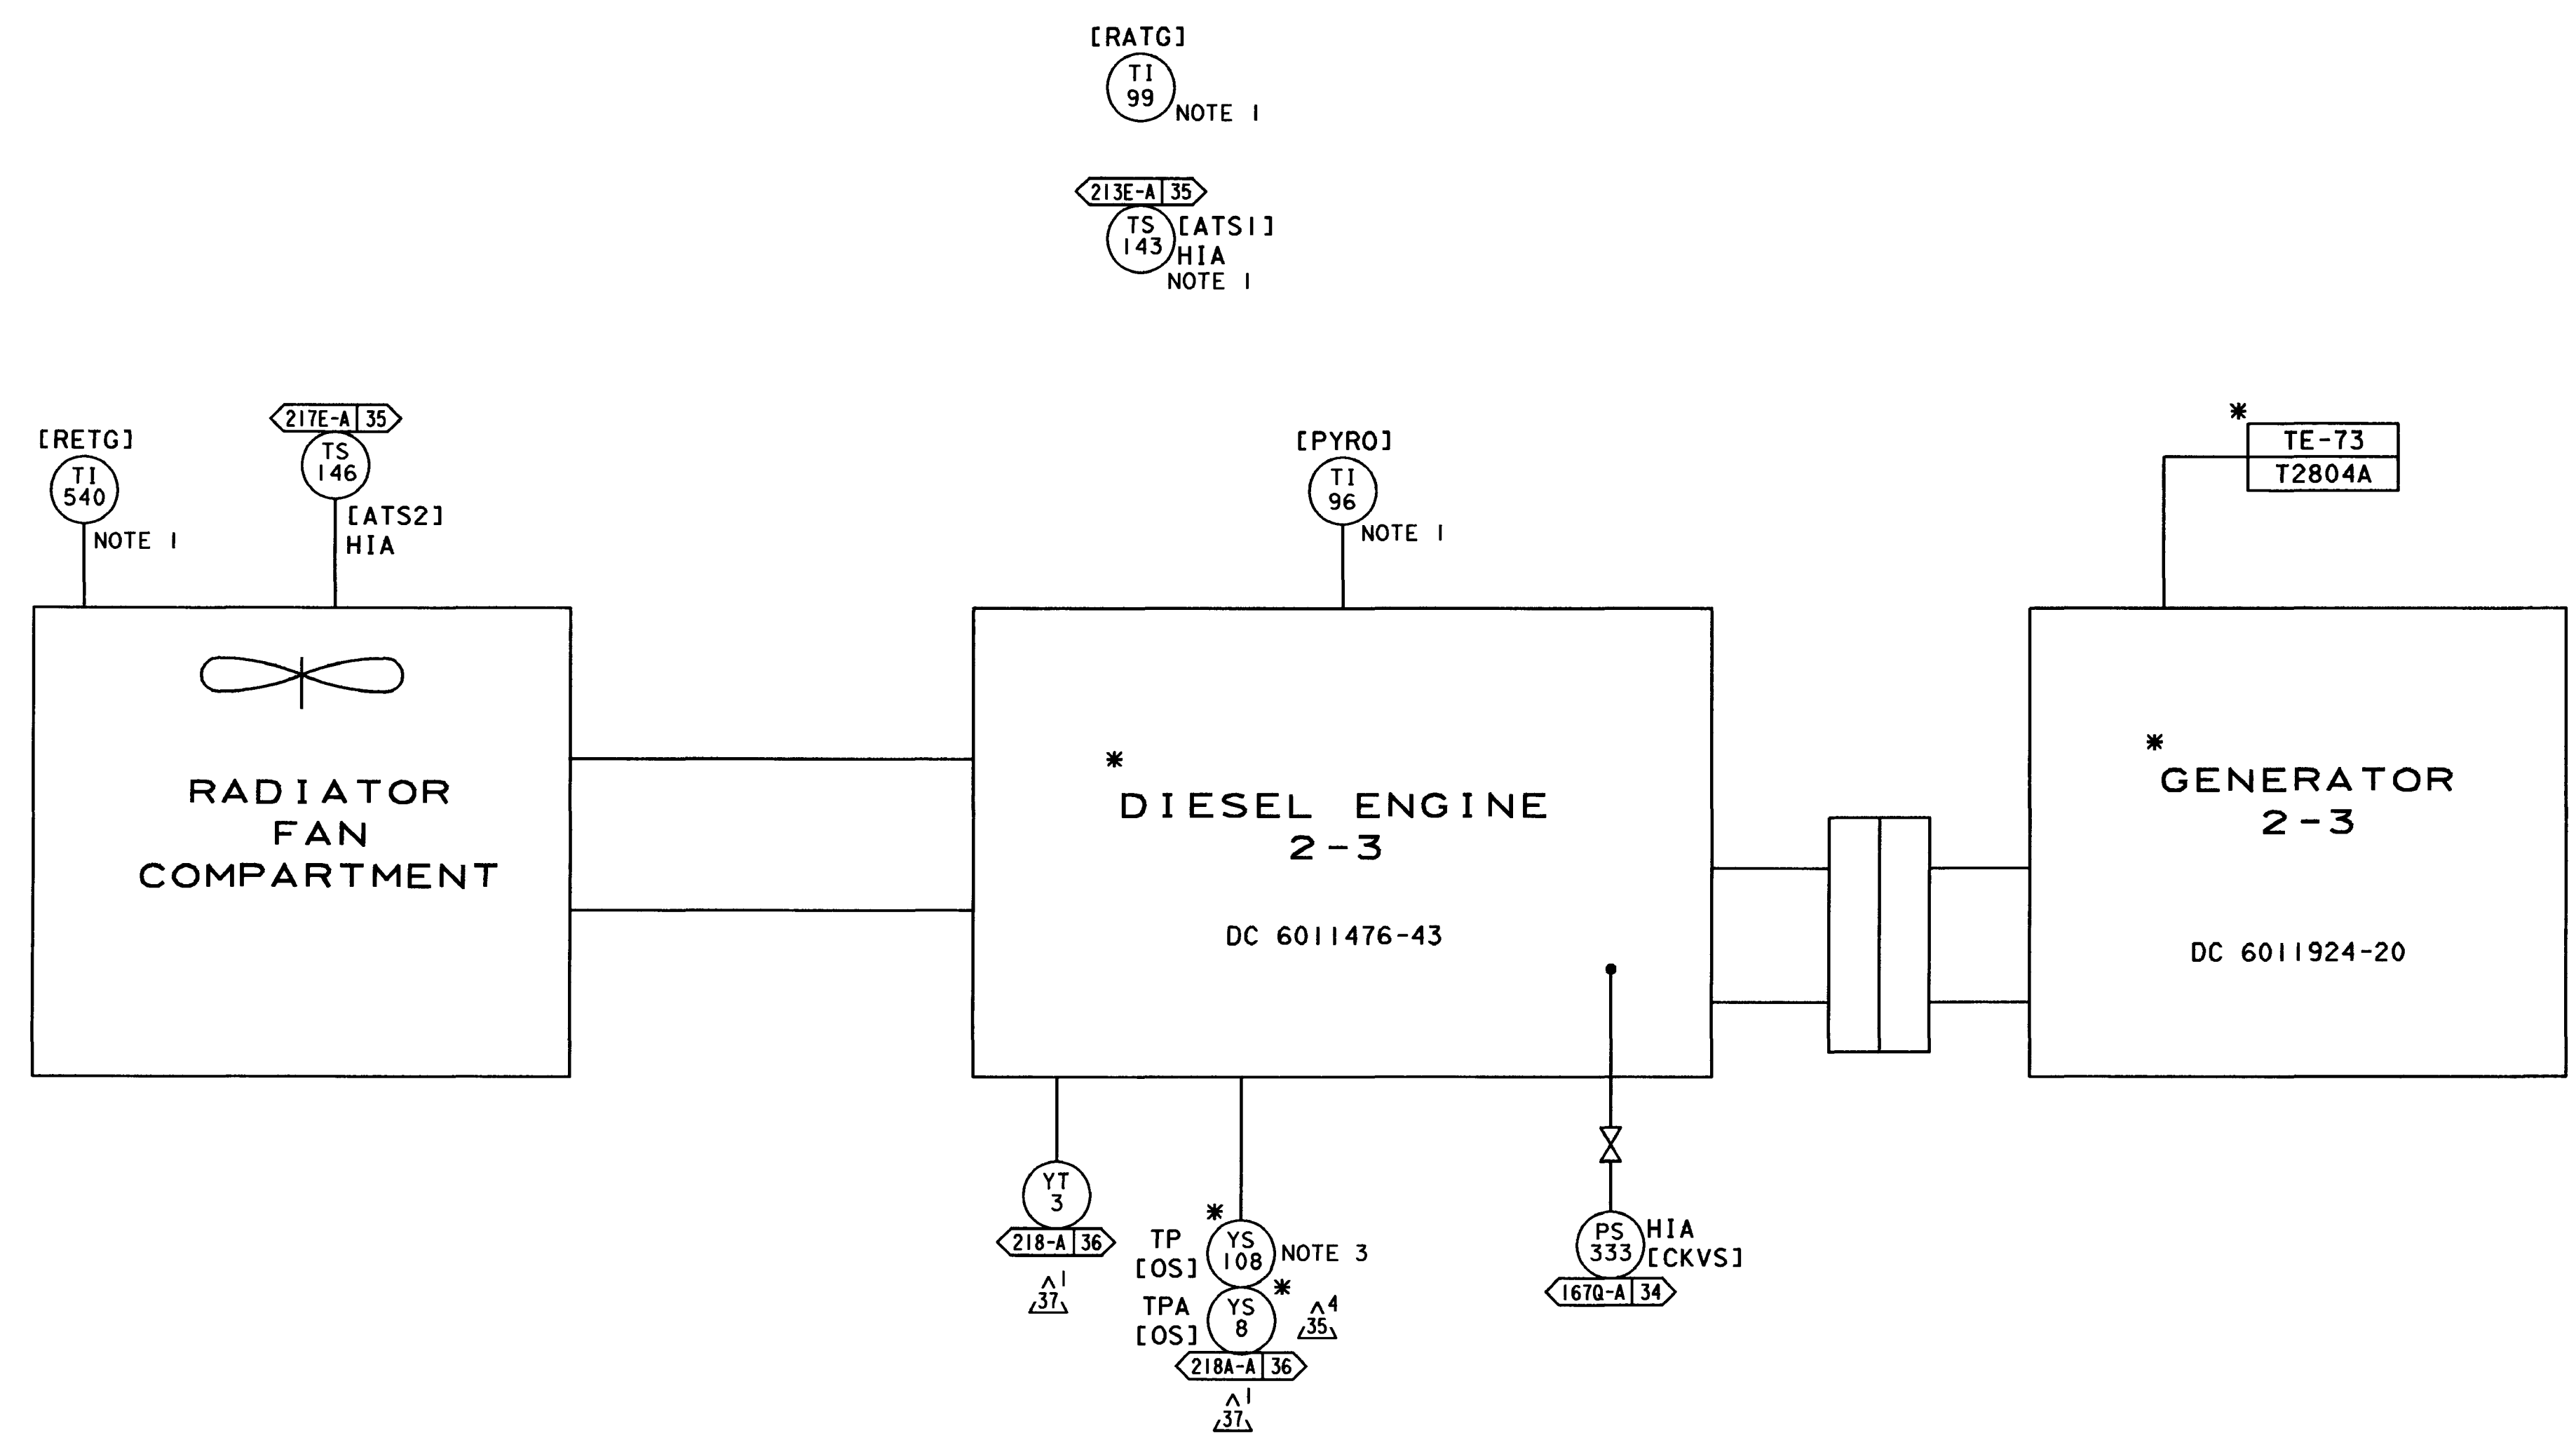 [RATG]
TI
99
NOTE 1
213E-A 35
TS
143
[ATS1]
HIA
NOTE 1
[RETG]
TI
540
NOTE 1
217E-A 35
TS
146
[ATS2]
HIA
[PYRO]
TI
96
NOTE 1
*
TE-73
T2804A
RADIATOR
FAN
COMPARTMENT
*
DIESEL ENGINE
2-3
DC 6011476-43
*
GENERATOR
2-3
DC 6011924-20
YT
3
218-A 36
1
37
*
TP
[OS]
YS
108
NOTE 3
*
TPA
[OS]
YS
8
4
35
218A-A 36
1
37
PS
333
HIA
[CKVS]
167Q-A 34